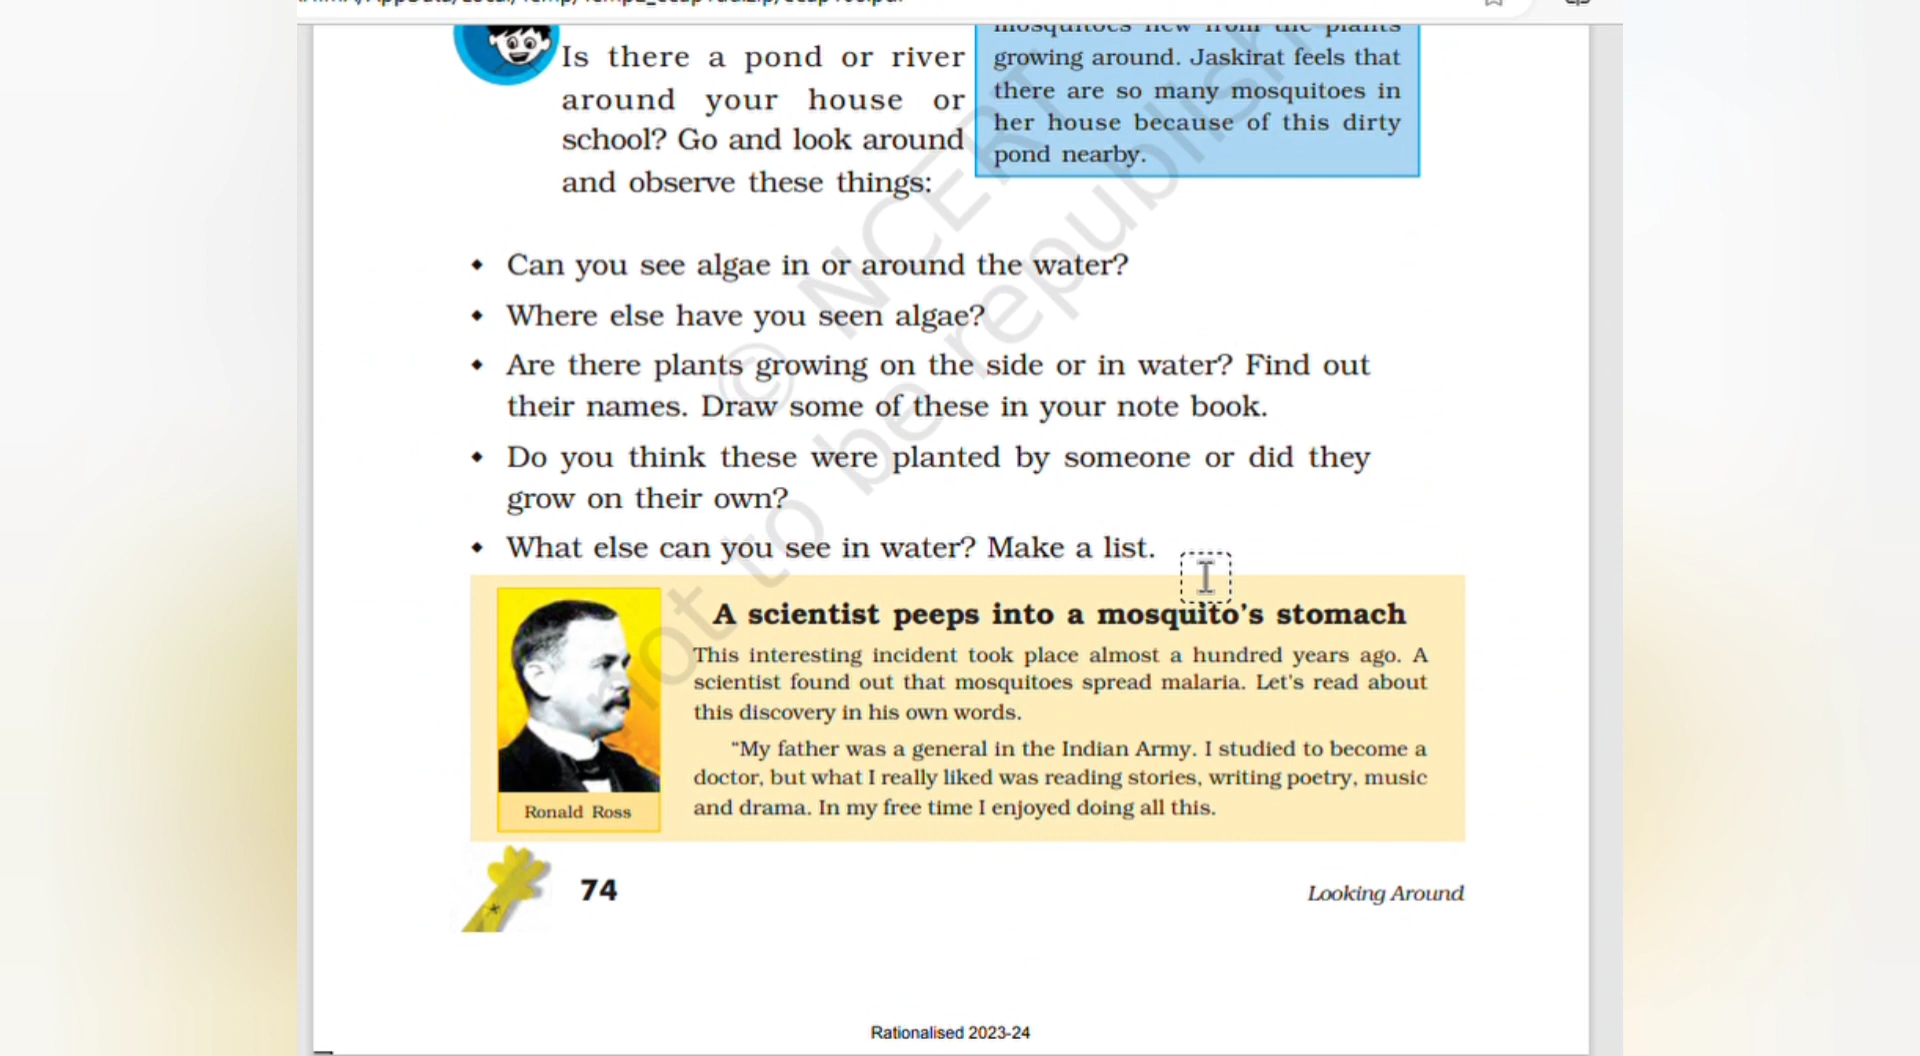 Is there a pond or river
around your house or
school? Go and look around
and observe these things:
growing around. Jaskirat feels that
there are so many mosquitoes in
her house because of this dirty
pond nearby.
© NCERT
not to be republish
• Can you see algae in or around the water?
• Where else have you seen algae?
• Are there plants growing on the side or in water? Find out
their names. Draw some of these in your note book.
• Do you think these were planted by someone or did they
grow on their own?
• What else can you see in water? Make a list.
A scientist peeps into a mosquito's stomach
This interesting incident took place almost a hundred years ago. A
scientist found out that mosquitoes spread malaria. Let's read about
this discovery in his own words.
"My father was a general in the Indian Army. I studied to become a
doctor, but what I really liked was reading stories, writing poetry, music
and drama. In my free time I enjoyed doing all this.
Ronald Ross
74
Looking Around
Rationalised 2023-24